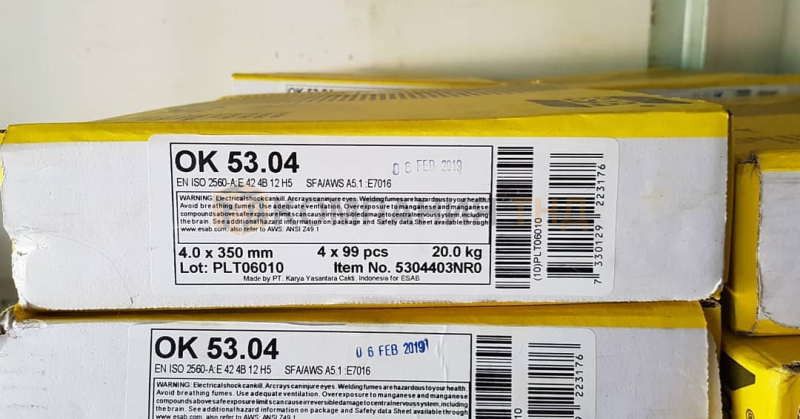 OK 53.04
OK 53.04
06 FEB 2019
EN ISO 2560-A:E 42 4B 12 H5 SFA/AWS A5.1 :E7016
WARNING: Electrical shock can kill. Arc rays can injure eyes. Welding fumes are hazardous to your health.
Avoid breathing fumes. Use adequate ventilation. Overexposure to manganese and manganese
compounds above safe exposure limits can cause irreversible damage to central nervous system, including
the brain. See additional hazard information on package and Safety data Sheet available through
www.esab.com, also refer to AWS: ANSI Z49.1
4.0 x 350 mm 4 x 99 pcs 20.0 kg
Lot: PLT06010 Item No. 5304403NR0
Made by PT. Karya Yasantara Cakti, Indonesia for ESAB
(10)PLT06010
7 330129 223176
ТНД
OK 53.04
06 FEB 2019
EN ISO 2560-A:E 42 4B 12 H5 SFA/AWS A5.1 :E7016
WARNING: Electrical shock can kill. Arc rays can injure eyes. Welding fumes are hazardous to your health.
Avoid breathing fumes. Use adequate ventilation. Overexposure to manganese and manganese
compounds above safe exposure limits can cause irreversible damage to central nervous system, including
the brain. See additional hazard information on package and Safety data Sheet available through
www.esab.com, also refer to AWS: ANSI Z49.1
223176